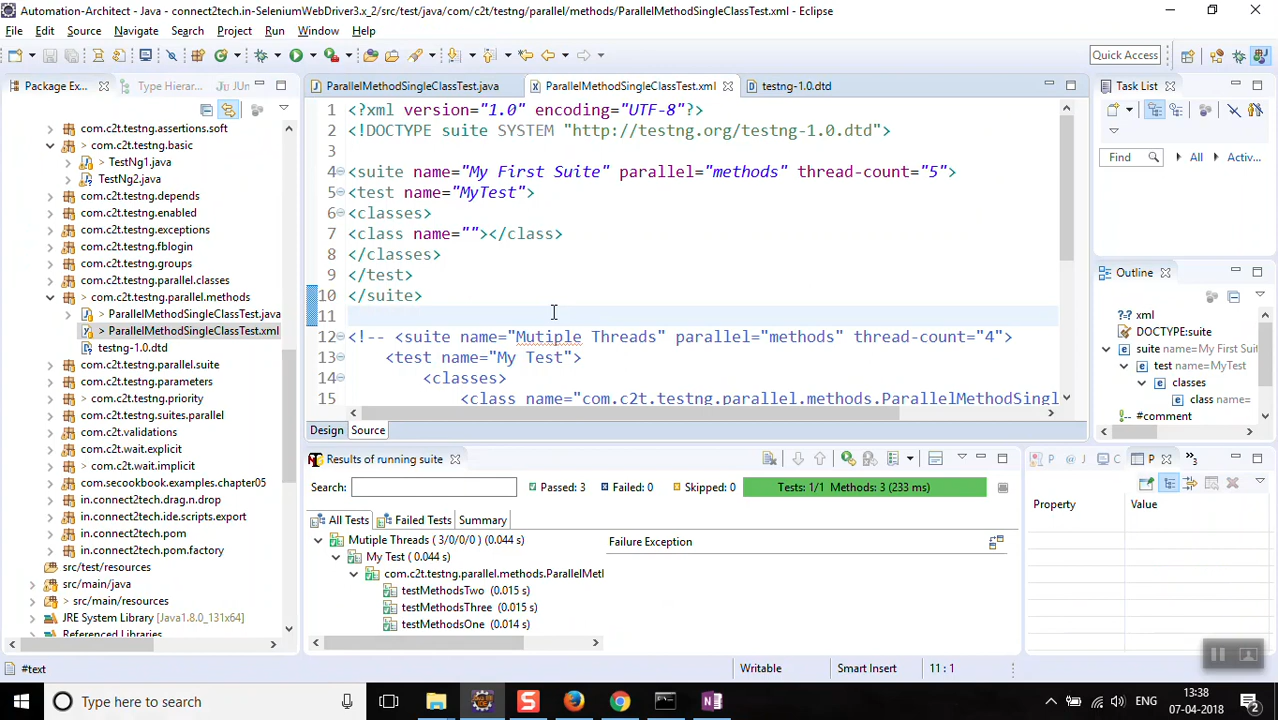 Automation-Architect - Java - connect2tech.in-SeleniumWebDriver3.x_2/src/test/java/com/c2t/testng/parallel/methods/ParallelMethodSingleClassTest.xml - Eclipse
File Edit Source Navigate Search Project Run Window Help
Quick Access
Package Ex... Type Hierar... JUn
ParallelMethodSingleClassTest.java ParallelMethodSingleClassTest.xml testng-1.0.dtd
Task List
Find All Activ...
com.c2t.testng.assertions.soft
> com.c2t.testng.basic
> TestNg1.java
> TestNg2.java
com.c2t.testng.depends
com.c2t.testng.enabled
com.c2t.testng.exceptions
com.c2t.testng.fblogin
com.c2t.testng.groups
com.c2t.testng.parallel.classes
> com.c2t.testng.parallel.methods
> ParallelMethodSingleClassTest.java
> ParallelMethodSingleClassTest.xml
testng-1.0.dtd
com.c2t.testng.parallel.suite
com.c2t.testng.parameters
> com.c2t.testng.priority
com.c2t.testng.suites.parallel
com.c2t.validations
com.c2t.wait.explicit
> com.c2t.wait.implicit
com.secookbook.examples.chapter05
in.connect2tech.drag.n.drop
in.connect2tech.ide.scripts.export
in.connect2tech.pom
in.connect2tech.pom.factory
src/test/resources
src/main/java
> src/main/resources
JRE System Library [Java1.8.0_131x64]
Referenced Libraries
1 <?xml version="1.0" encoding="UTF-8"?>
2 <!DOCTYPE suite SYSTEM "http://testng.org/testng-1.0.dtd">
3
4 <suite name="My First Suite" parallel="methods" thread-count="5">
5 <test name="MyTest">
6 <classes>
7 <class name=""></class>
8 </classes>
9 </test>
10 </suite>
11
12 <!-- <suite name="Mutiple Threads" parallel="methods" thread-count="4">
13 <test name="My Test">
14 <classes>
15 <class name="com.c2t.testng.parallel.methods.ParallelMethodSingl
Design Source
Outline
xml
DOCTYPE:suite
suite name=My First Suit
test name=MyTest
classes
class name=
#comment
Results of running suite
Search: Passed: 3 Failed: 0 Skipped: 0 Tests: 1/1 Methods: 3 (233 ms)
All Tests Failed Tests Summary
Mutiple Threads ( 3/0/0/0 ) (0.044 s)
My Test ( 0.044 s)
com.c2t.testng.parallel.methods.ParallelMetl
testMethodsTwo (0.015 s)
testMethodsThree (0.015 s)
testMethodsOne (0.014 s)
Failure Exception
P J C P 3
Property Value
#text Writable Smart Insert 11 : 1
Type here to search
ENG
13:38
07-04-2018
2